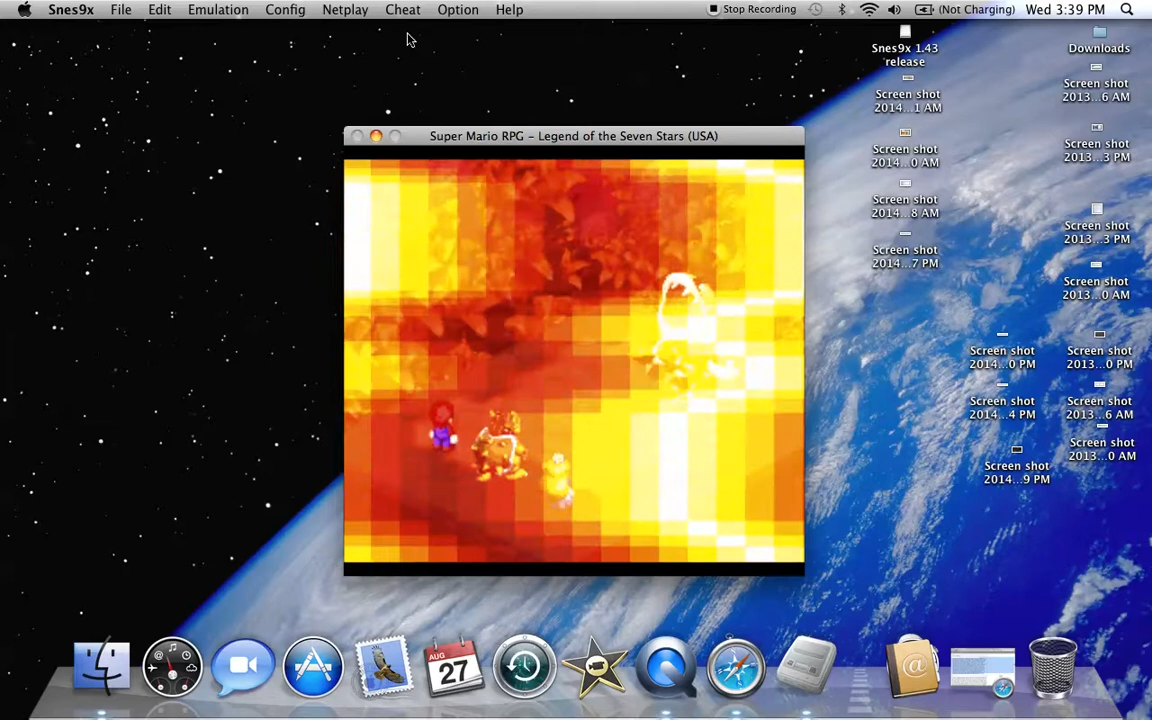 Snes9x File Edit Emulation Config Netplay Cheat Option Help Stop Recording (Not Charging) Wed 3:39 PM
Snes9x 1.43
release
Downloads
Screen shot
2014...1 AM
Screen shot
2013...6 AM
Screen shot
2014...0 AM
Screen shot
2013...3 PM
Screen shot
2014...8 AM
Screen shot
2013...3 PM
Screen shot
2014...7 PM
Screen shot
2013...0 AM
Screen shot
2014...0 PM
Screen shot
2013...0 PM
Screen shot
2014...4 PM
Screen shot
2013...6 AM
Screen shot
2013...0 AM
Screen shot
2014...9 PM
Super Mario RPG – Legend of the Seven Stars (USA)
AUG
27